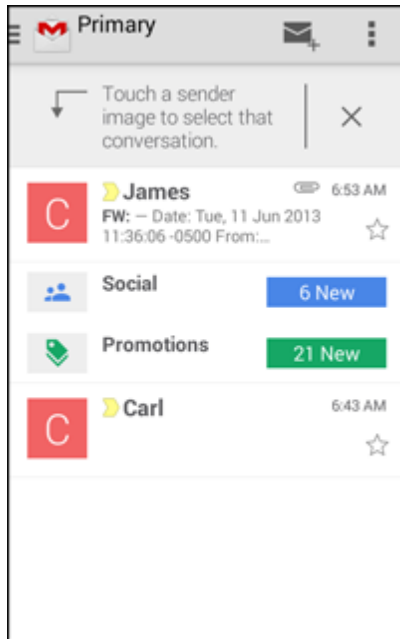 Primary
Touch a sender
image to select that
conversation.
C
James 6:53 AM
FW: – Date: Tue, 11 Jun 2013
11:36:06 -0500 From:...
Social
6 New
Promotions
21 New
C
Carl 6:43 AM